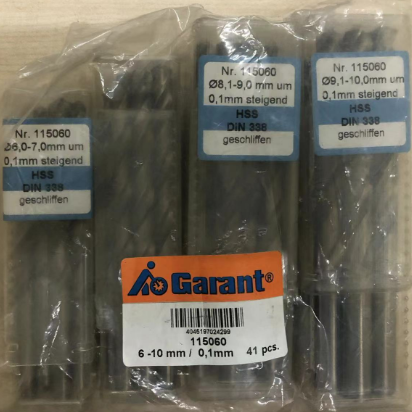 Nr. 115060
Ø6,0-7,0mm um
0,1mm steigend
HSS
DIN 338
geschliffen
Nr. 115060
Ø8,1-9,0 mm um
0,1mm steigend
HSS
DIN 338
geschliffen
Nr. 115060
Ø9,1-10,0mm um
0,1mm steigend
HSS
DIN 338
geschliffen
Garant®
4045197024299
115060
6 -10 mm / 0,1mm 41 pcs.